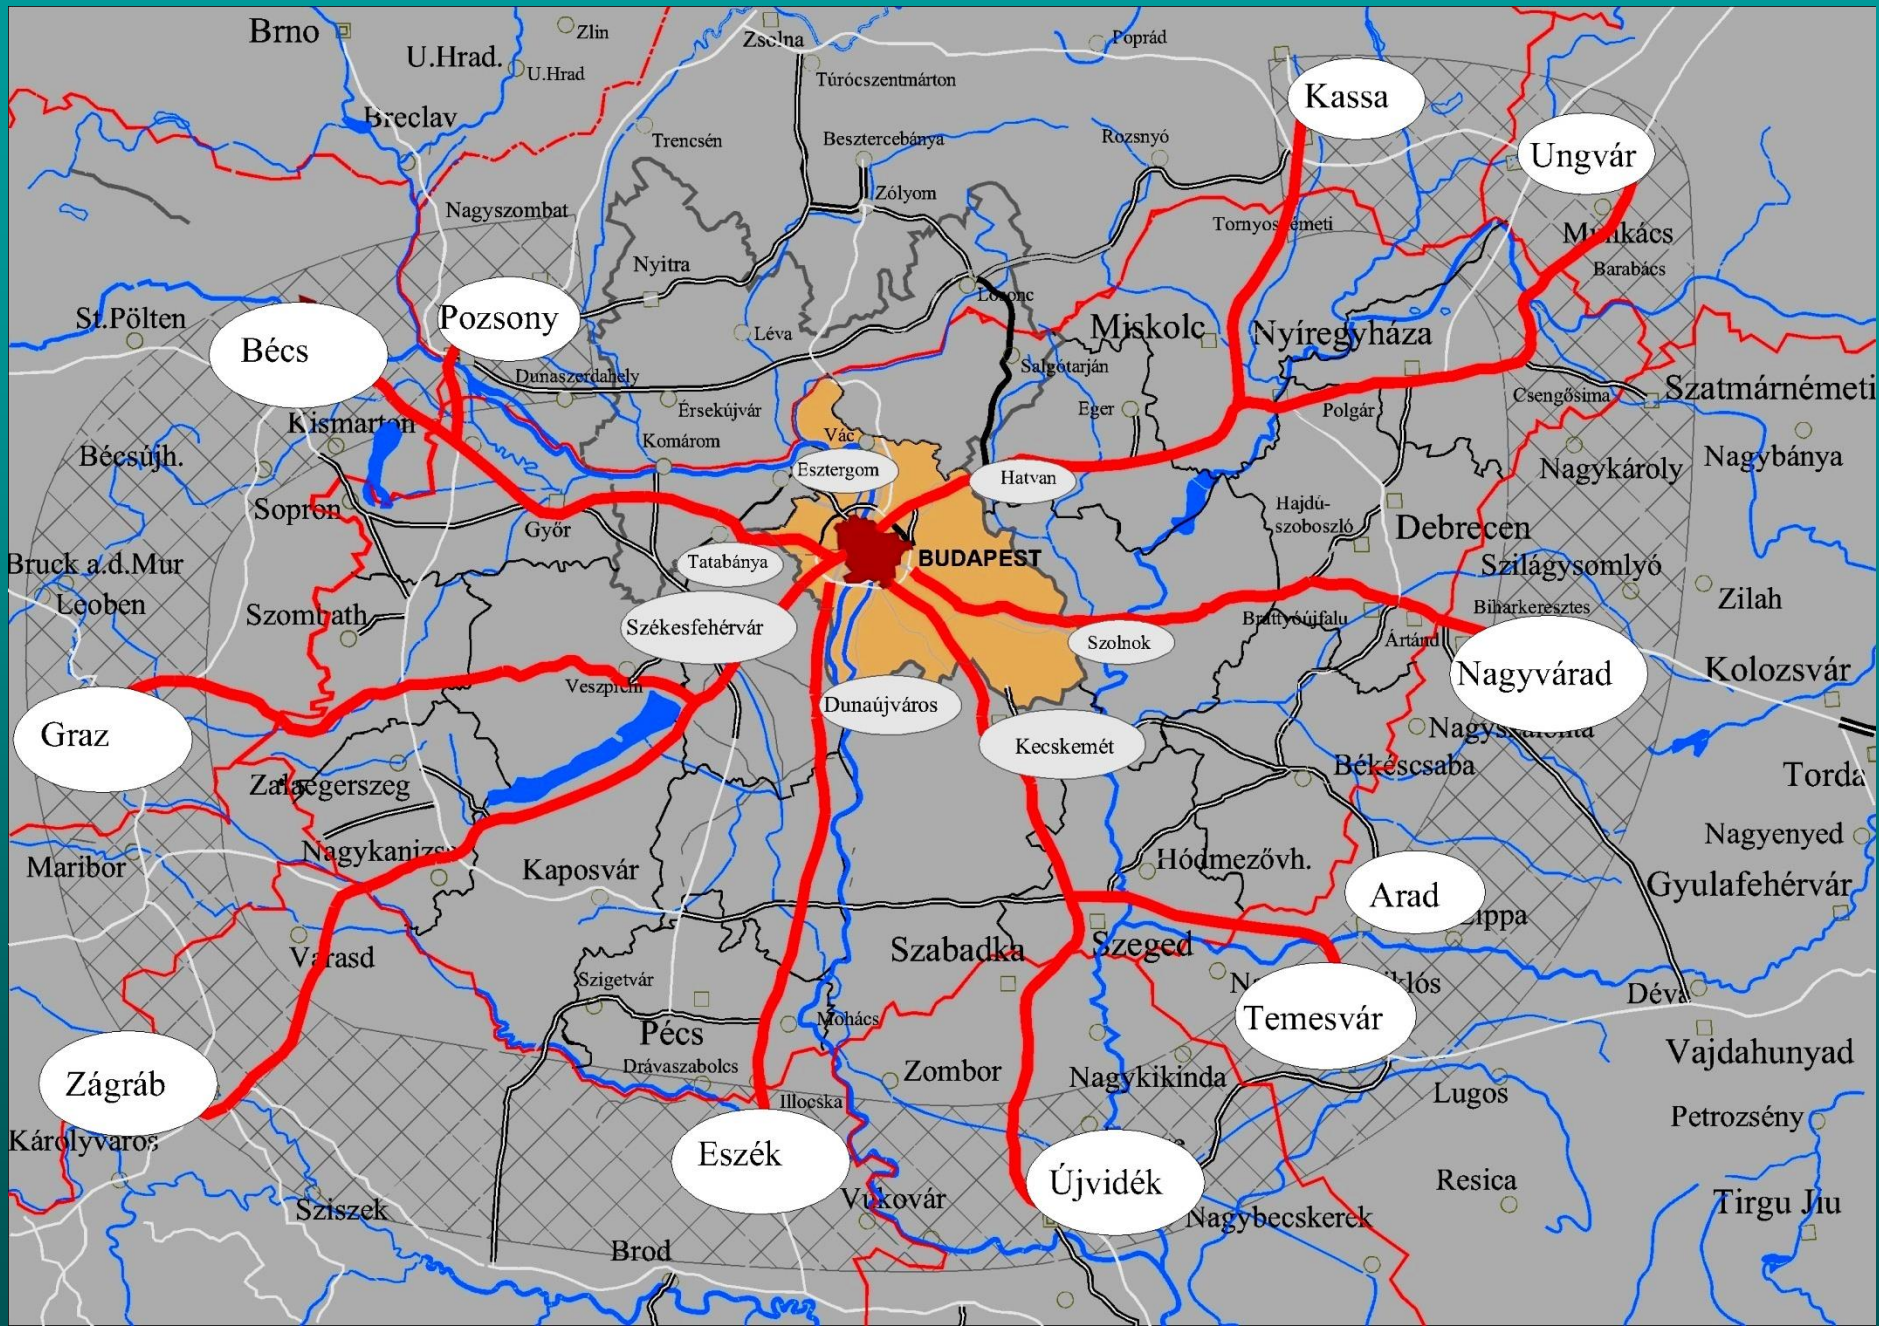 Brno
Zlin
U.Hrad.
U.Hrad
Zsolna
Poprád
Túrócszentmárton
Kassa
Breclav
Trencsén
Besztercebánya
Rozsnyó
Ungvár
Zólyom
Nagyszombat
Tornyosnémeti
Munkács
Barabács
Nyitra
Losonc
St.Pölten
Pozsony
Léva
Miskolc
Nyíregyháza
Bécs
Salgótarján
Dunaszerdahely
Csengősima
Szatmárnémeti
Érsekújvár
Eger
Polgár
Kismarton
Komárom
Vác
Bécsújh.
Esztergom
Hatvan
Nagykároly
Nagybánya
Sopron
Győr
Hajdú-
szoboszló
Debrecen
Tatabánya
BUDAPEST
Bruck a.d.Mur
Leoben
Szilágysomlyó
Zilah
Szombath
Székesfehérvár
Szolnok
Biharkeresztes
Ártánd
Veszprém
Nagyvárad
Kolozsvár
Graz
Dunaújváros
Kecskemét
Békéscsaba
Torda
Zalaegerszeg
Nagyenyed
Maribor
Kaposvár
Hódmezővh.
Gyulafehérvár
Arad
Varasd
Szabadka
Szeged
Szigetvár
Déva
Pécs
Mohács
Temesvár
Vajdahunyad
Drávaszabolcs
Zombor
Nagykikinda
Lugos
Zágráb
Illocska
Petrozsény
Károlyváros
Eszék
Újvidék
Resica
Sziszek
Vukovár
Nagybecskerek
Tirgu Jiu
Brod